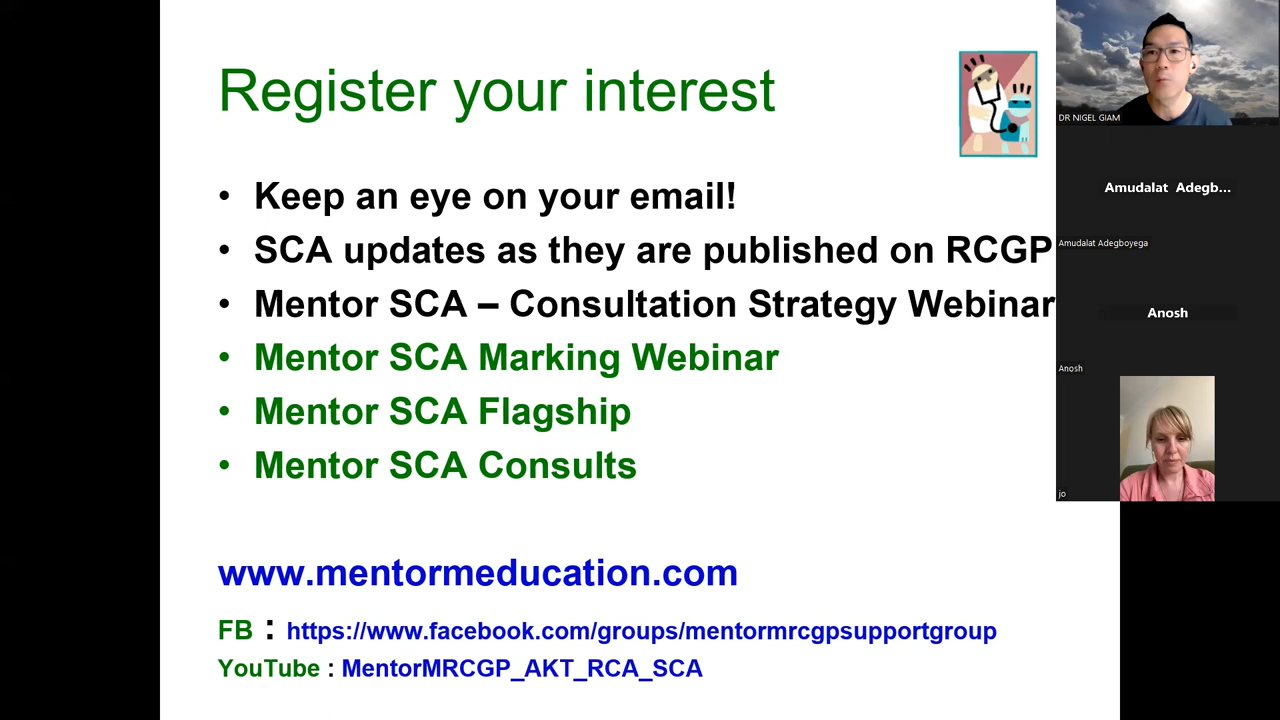 Register your interest
• Keep an eye on your email!
• SCA updates as they are published on RCGP
• Mentor SCA – Consultation Strategy Webinar
• Mentor SCA Marking Webinar
• Mentor SCA Flagship
• Mentor SCA Consults
www.mentormeducation.com
FB : https://www.facebook.com/groups/mentormrcgpsupportgroup
YouTube : MentorMRCGP_AKT_RCA_SCA
DR NIGEL GIAM
Amudalat Adegb...
Amudalat Adegboyega
Anosh
Anosh
jo